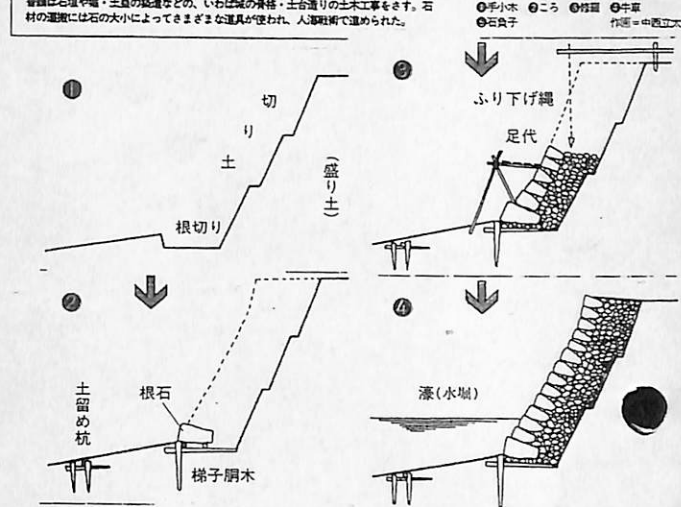 普請は石垣や堀・土塁の築造などの、いわば城の骨格・土台造りの土木工事をさす。石
材の運搬には石の大小によってさまざまな道具が使われ、人海戦術で進められた。
❶手小木 ❷ころ ❸修羅 ❹牛車
❺石負子 作画=中西立太
❶
切り土
(盛り土)
根切り
❷
土留め杭
根石
梯子胴木
❸
ふり下げ縄
足代
❹
濠(水堀)